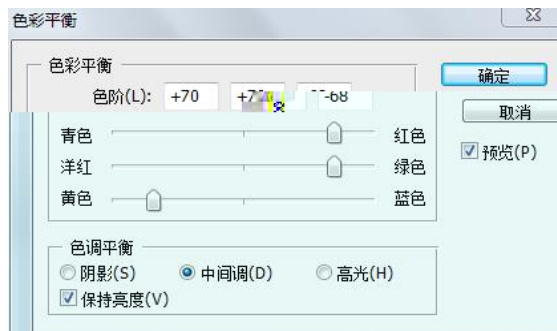 色彩平衡
色彩平衡
确定
色阶(L): +70
取消
青色 红色
洋红 绿色
预览(P)
黄色 蓝色
色调平衡
阴影(S) 中间调(D) 高光(H)
保持亮度(V)